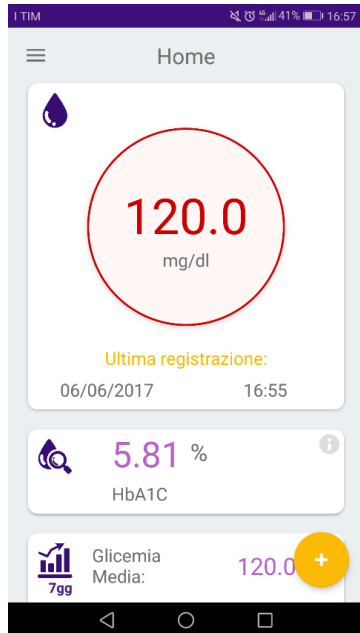 I TIM 41% 16:57
Home
120.0
mg/dl
Ultima registrazione:
06/06/2017 16:55
5.81 %
HbA1C
Glicemia
Media:
120.0
7gg